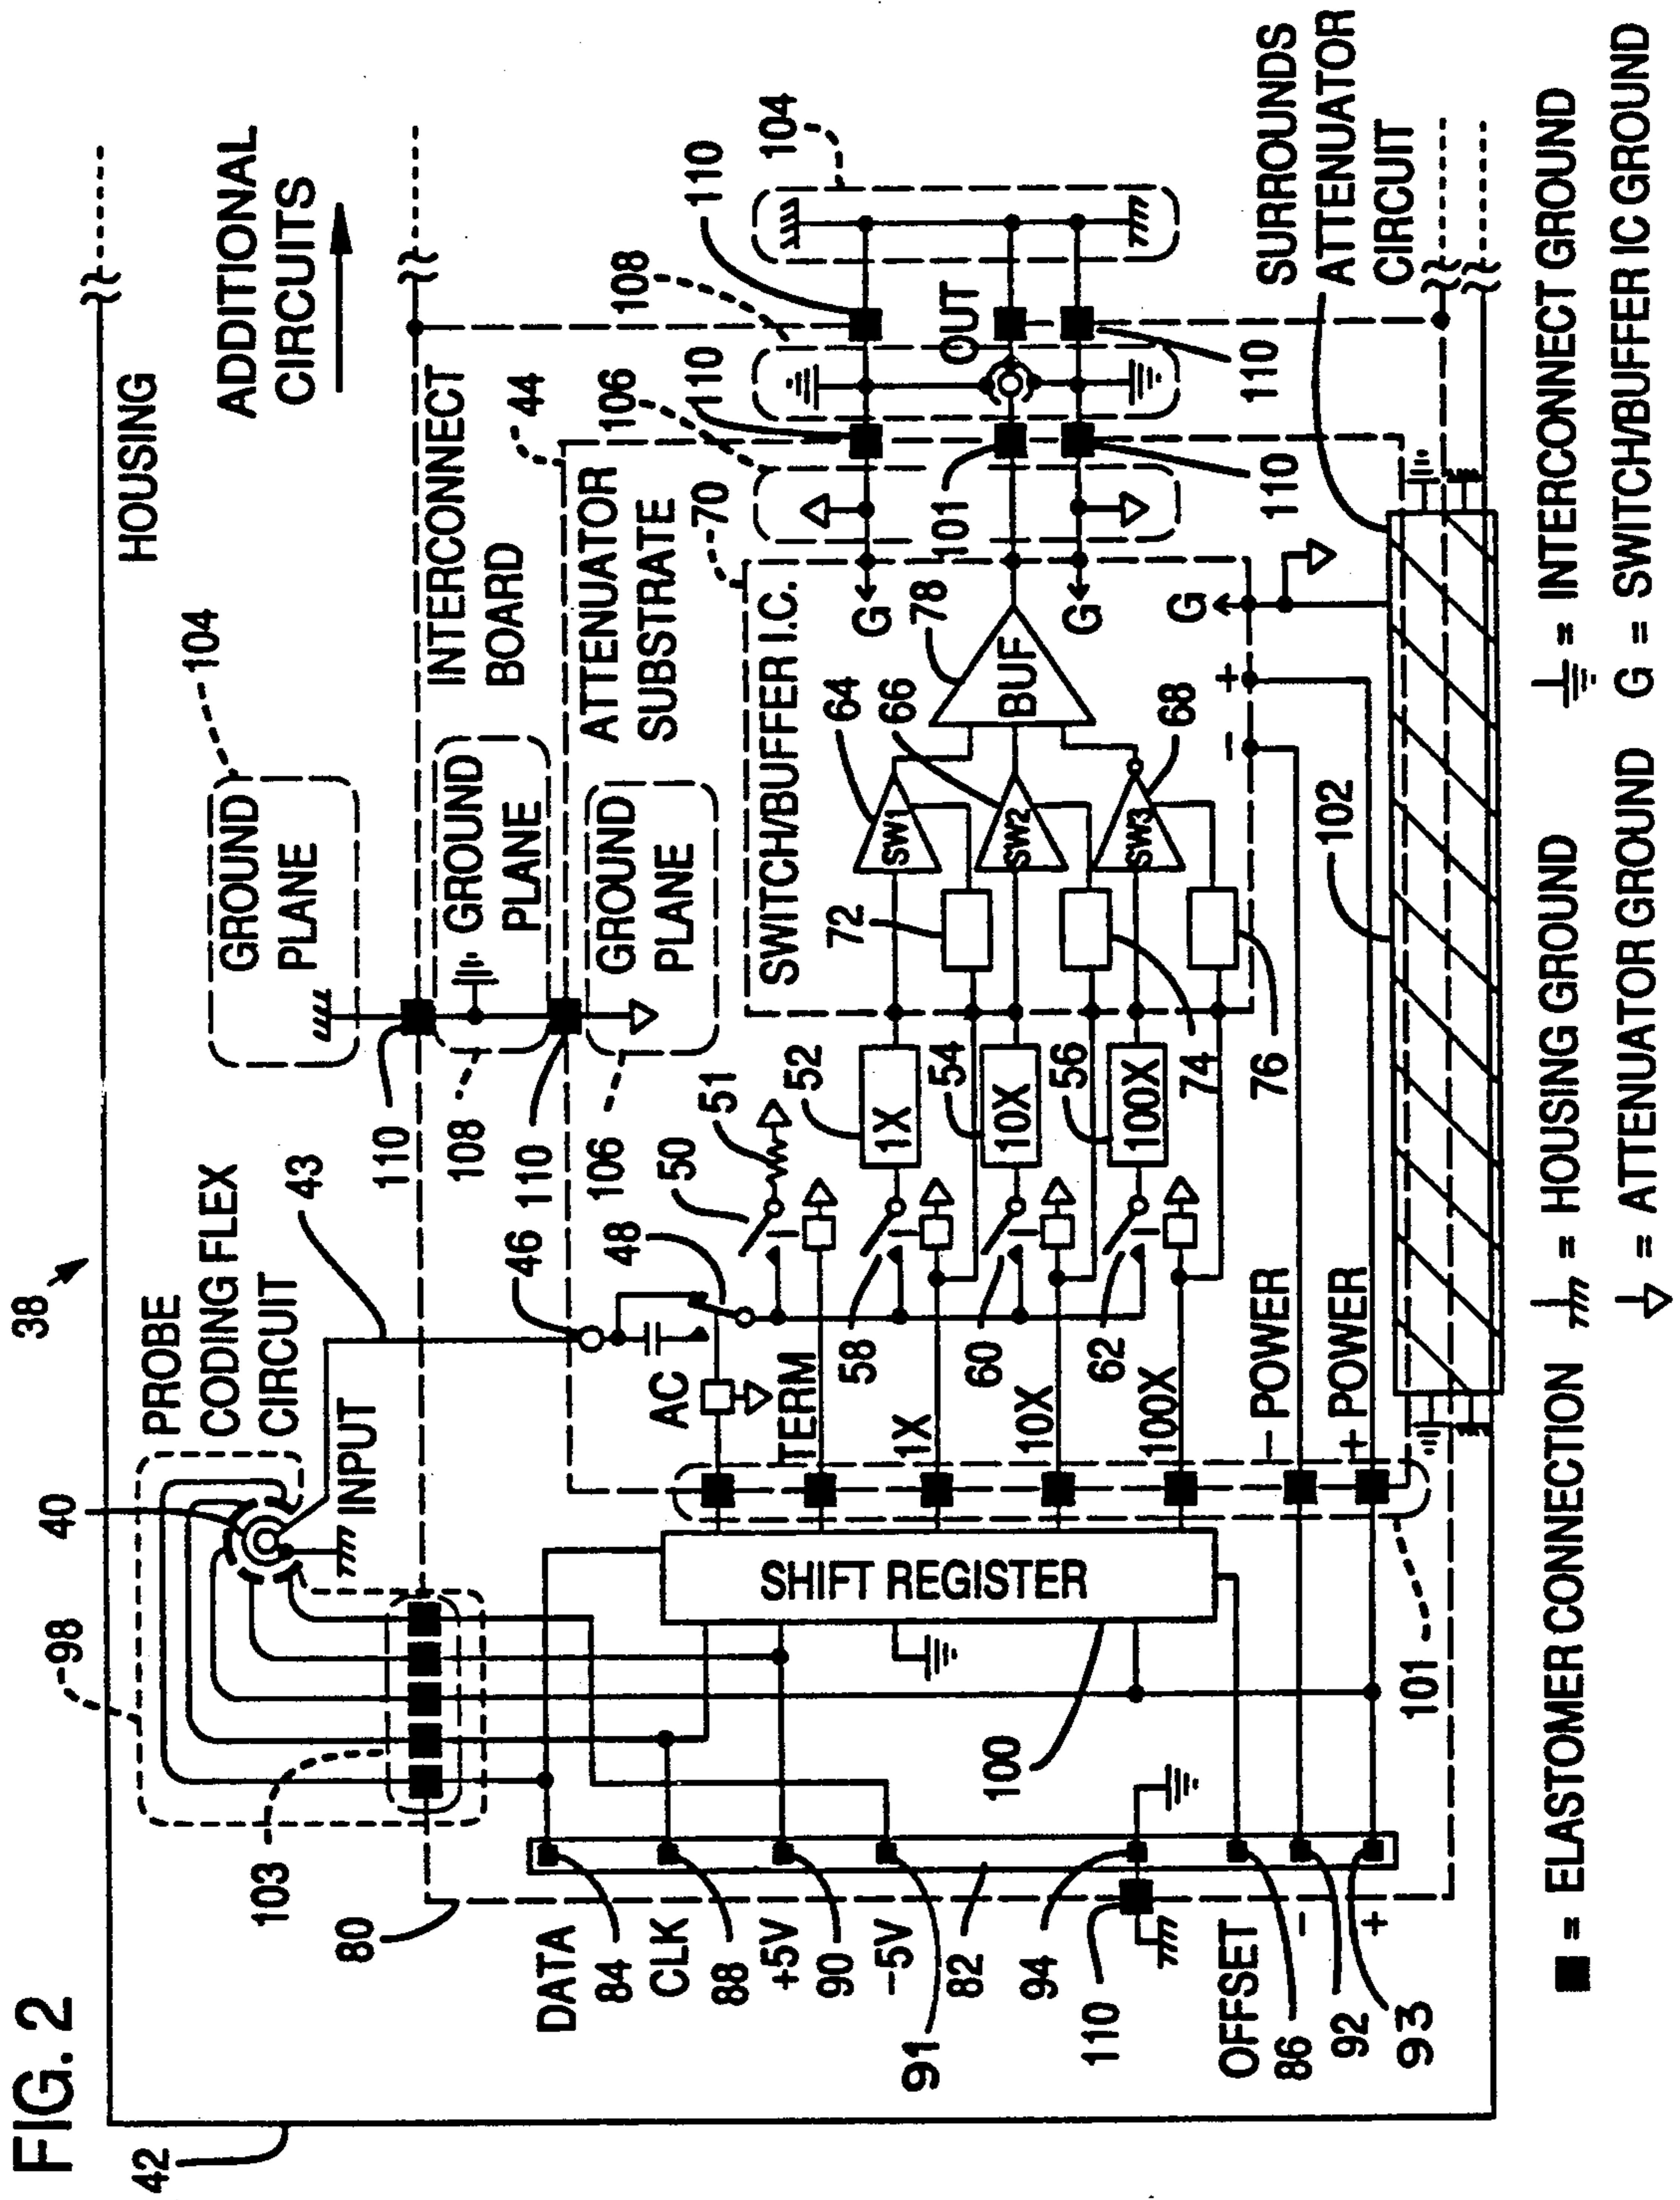 FIG. 2
38
42
HOUSING
ADDITIONAL
CIRCUITS
PROBE
CODING FLEX
CIRCUIT
40
98
INPUT
43
104
GROUND
PLANE
110
INTERCONNECT
BOARD
108
GROUND
PLANE
110
44
ATTENUATOR
SUBSTRATE
106
GROUND
PLANE
103
80
46
48
50
51
AC
TERM
58
1X
60
10X
62
100X
- POWER
+ POWER
52
1X
54
10X
56
100X
70
SWITCH/BUFFER I.C.
72
74
76
64
SW1
66
SW2
68
SW3
78
BUF
G
G
G
-
+
106
108
110
110
104
OUT
101
110
110
SHIFT REGISTER
100
101
DATA
84
CLK
88
+5V
90
-5V
91
82
94
110
OFFSET
86
-
92
+
93
102
SURROUNDS
ATTENUATOR
CIRCUIT
= ELASTOMER CONNECTION
= HOUSING GROUND
= INTERCONNECT GROUND
= ATTENUATOR GROUND
G = SWITCH/BUFFER IC GROUND